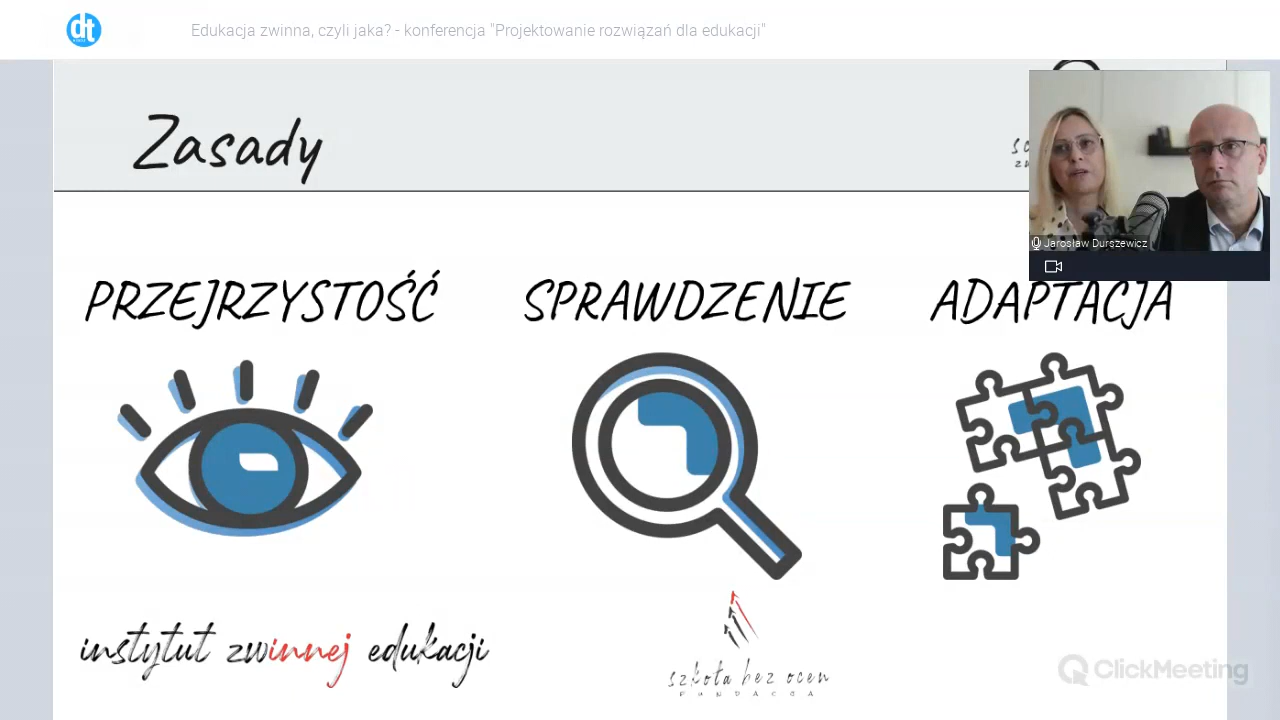 dt
Edukacja zwinna, czyli jaka? - konferencja "Projektowanie rozwiązań dla edukacji"
Zasady
Jarosław Durszewicz
PRZEJRZYSTOŚĆ
SPRAWDZENIE
ADAPTACJA
instytut zwinnej edukacji
szkoła bez ocen
FUNDACJA
ClickMeeting